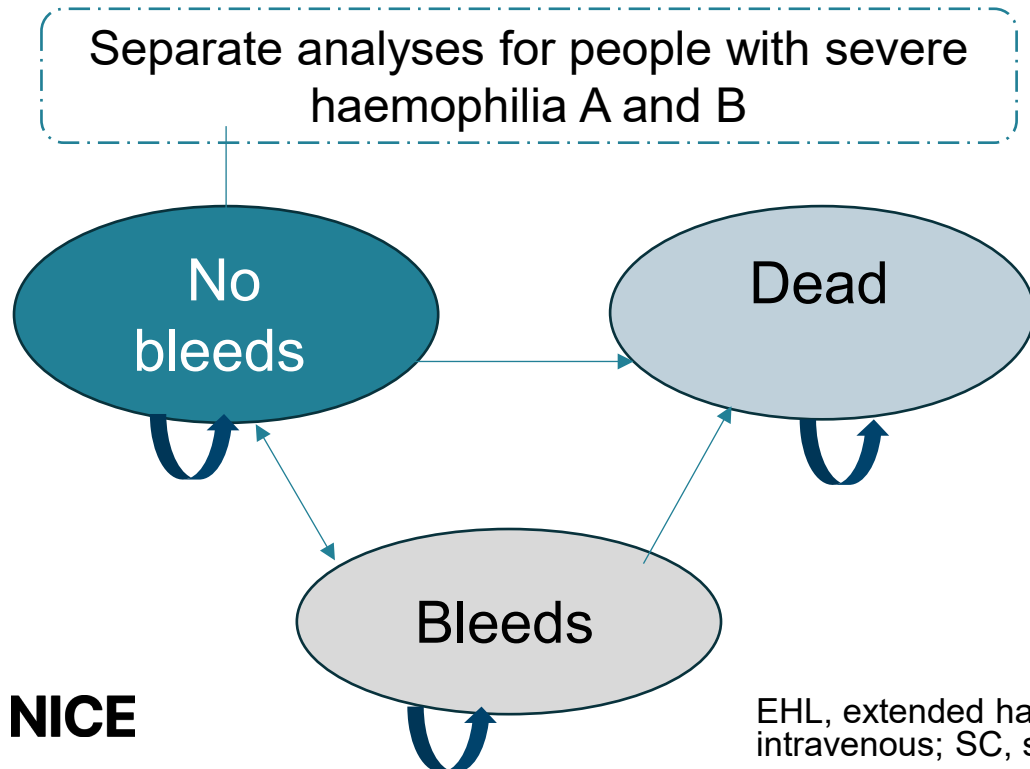 Separate analyses for people with severe
haemophilia A and B
No
bleeds
Dead
Bleeds
NICE
EHL, extended
intravenous; SC,